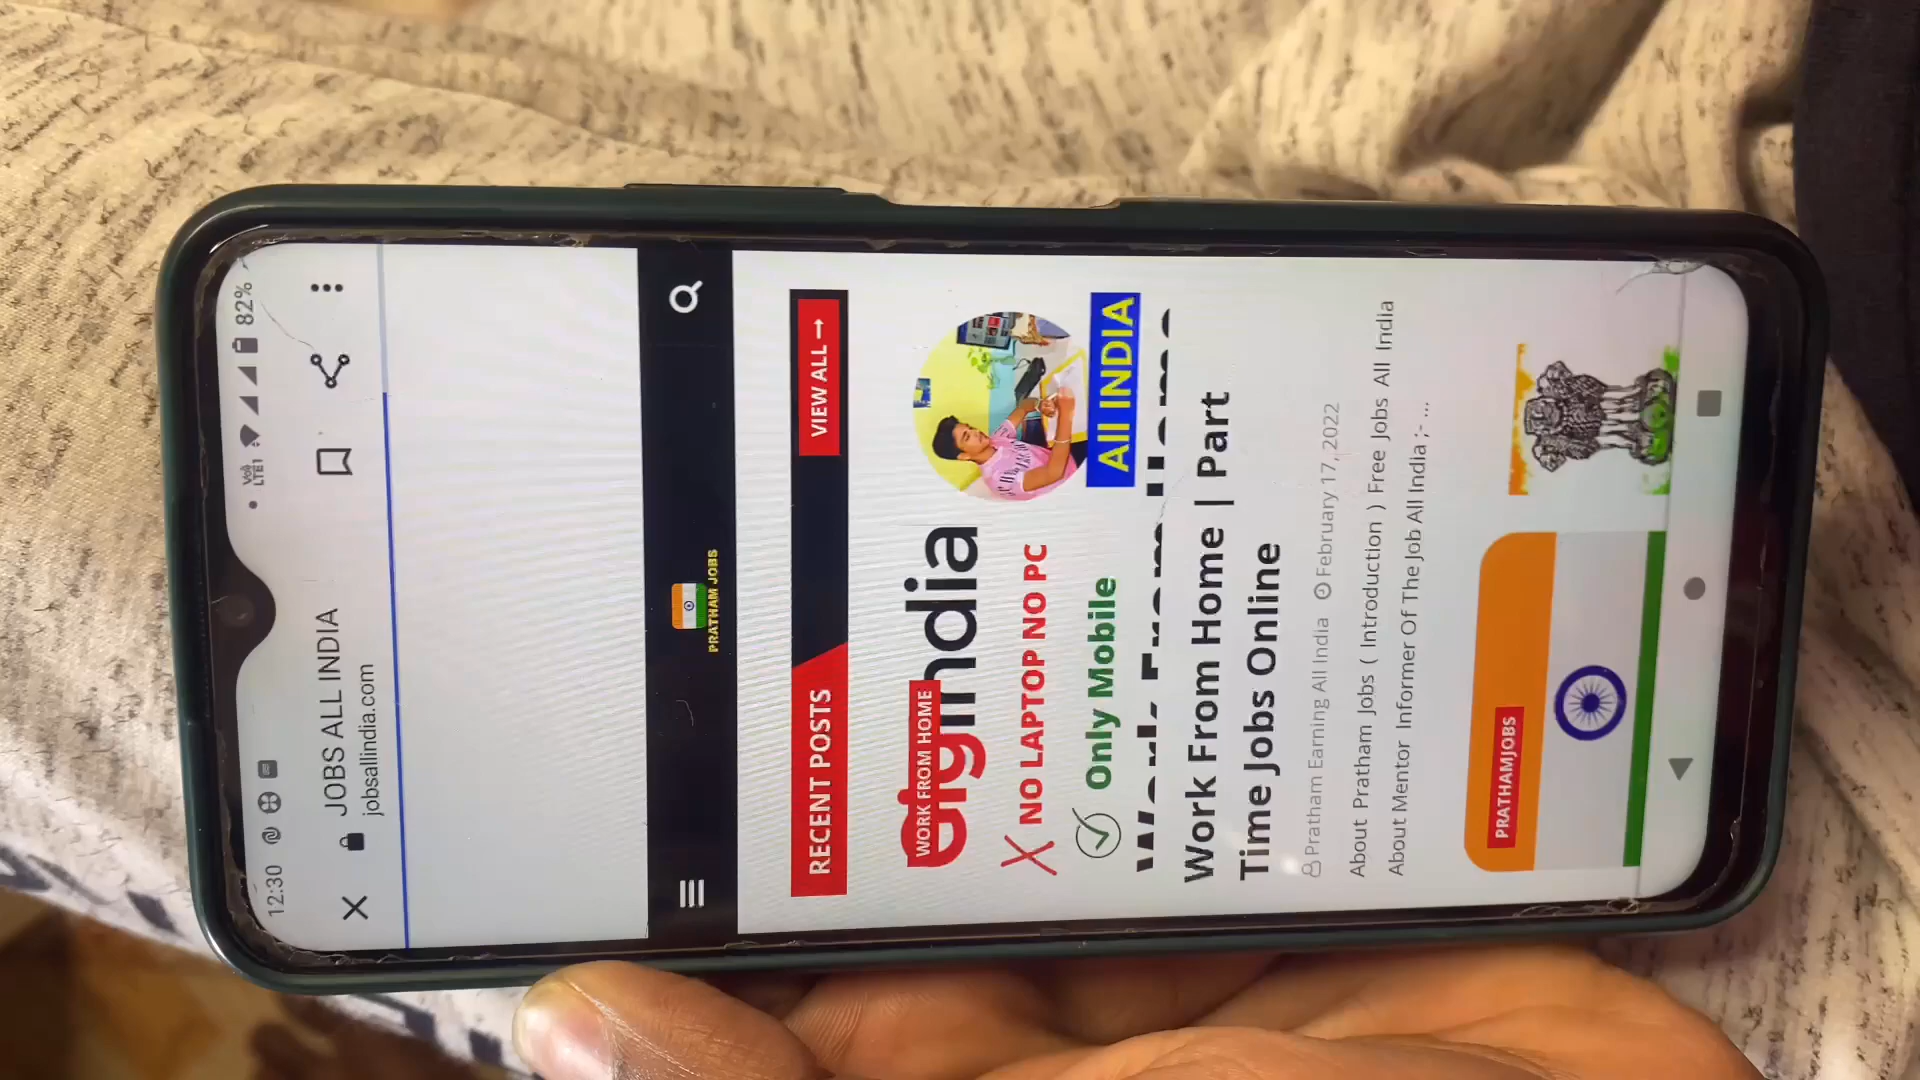 12:30
Vo)
LTE1
82%
JOBS ALL INDIA
jobsallindia.com
PRATHAM JOBS
RECENT POSTS
VIEW ALL →
WORK FROM HOME
India
NO LAPTOP NO PC
Only Mobile
All INDIA
Work From Home
Work From Home | Part
Time Jobs Online
Pratham Earning All India February 17, 2022
About Pratham Jobs ( Introduction ) Free Jobs All India
About Mentor Informer Of The Job All India ;- ...
PRATHAMJOBS